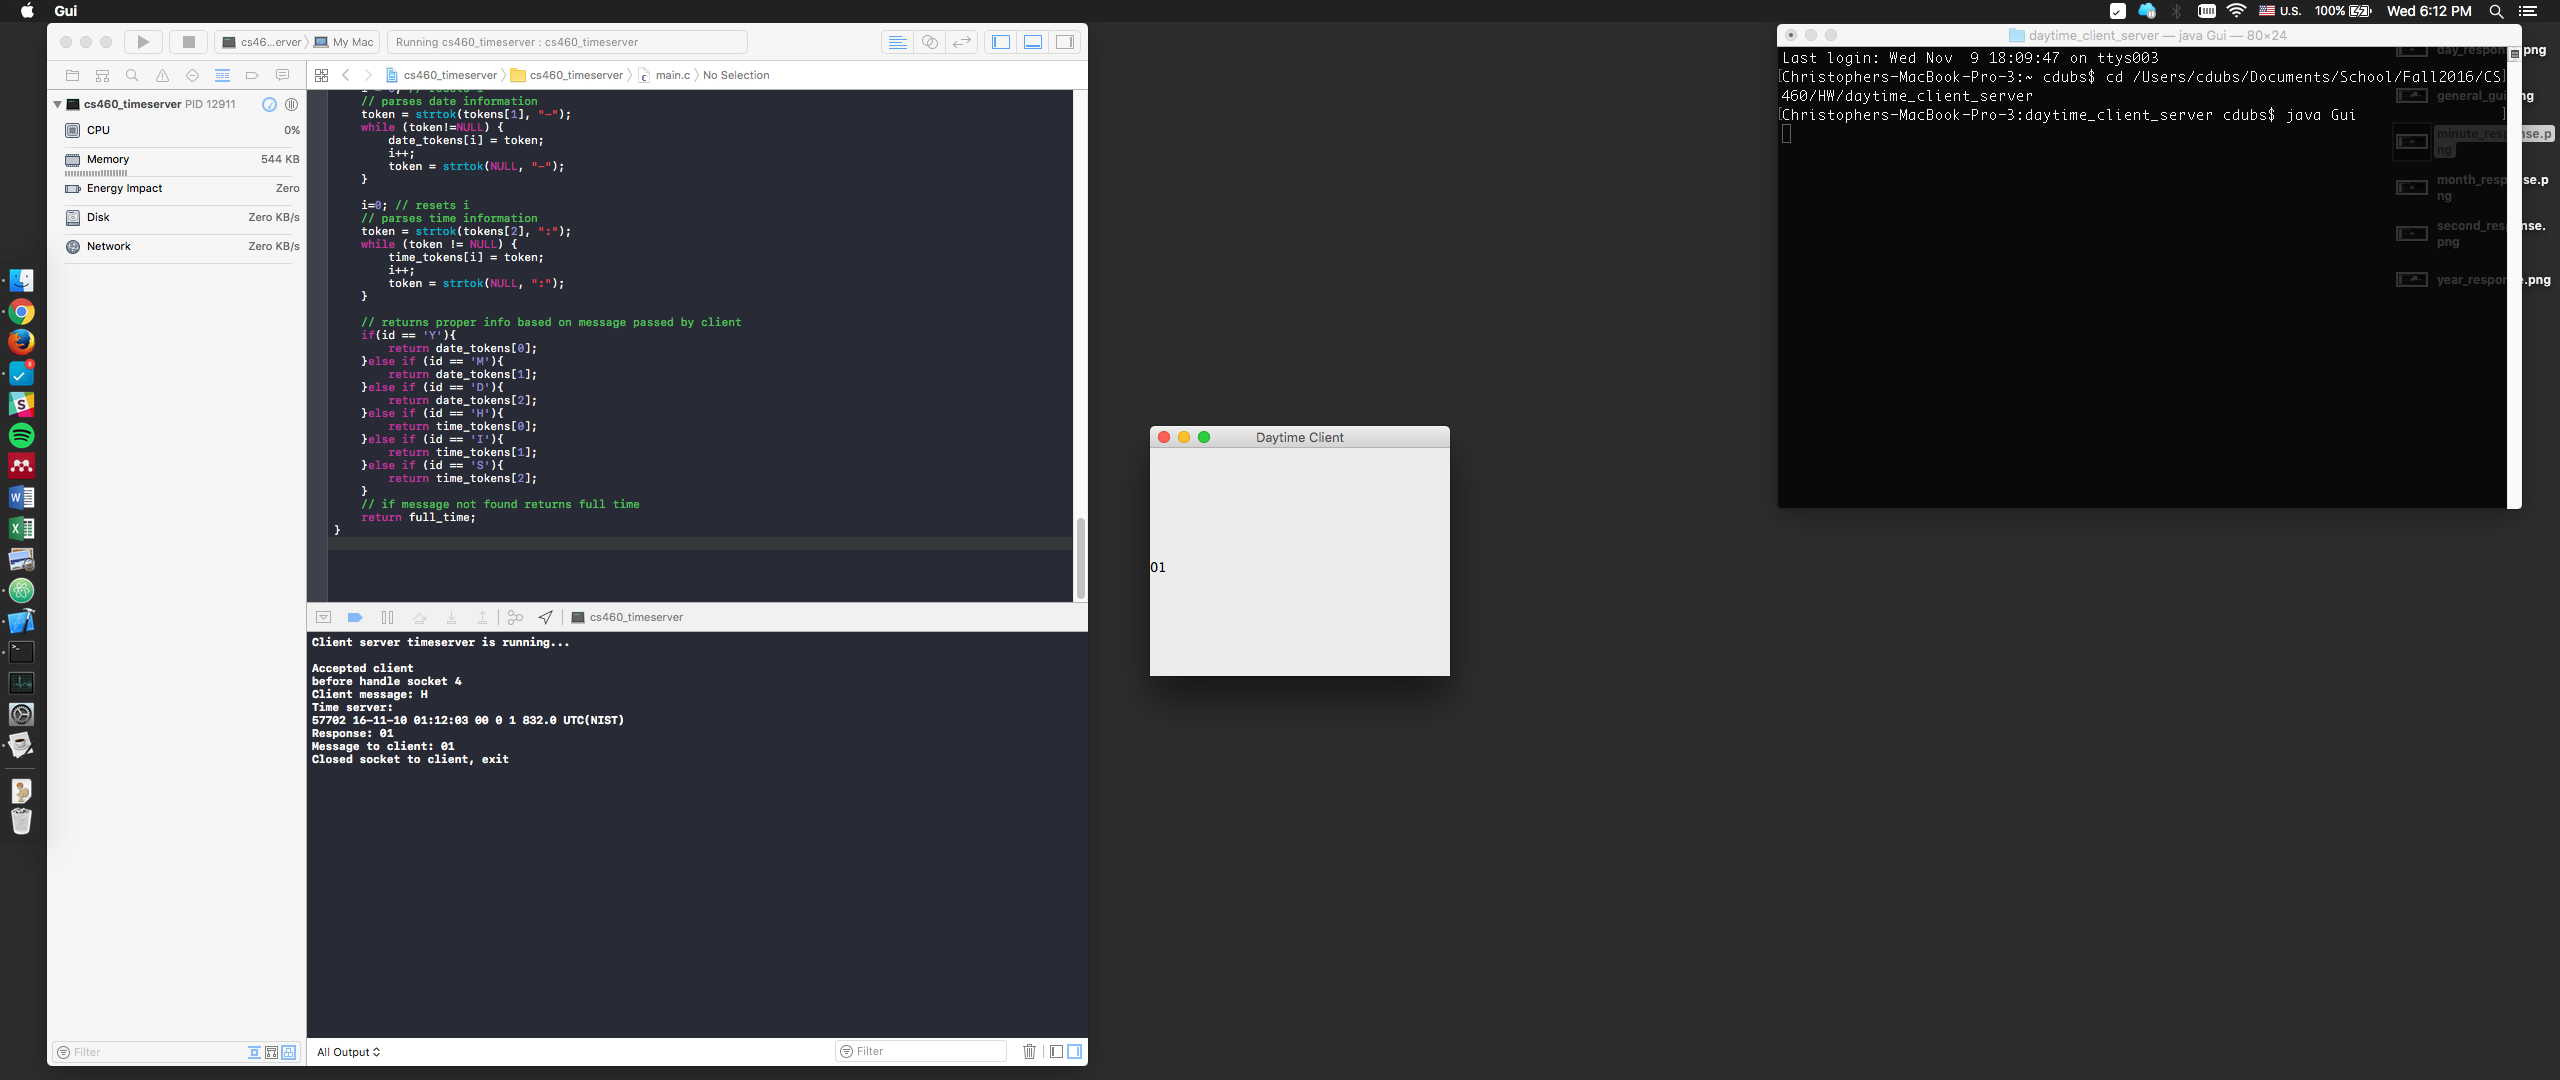 Gui
U.S.
100%
Wed 6:12 PM
cs46...erver
My Mac
Running cs460_timeserver : cs460_timeserver
cs460_timeserver
cs460_timeserver
main.c
No Selection
cs460_timeserver PID 12911
CPU 0%
Memory 544 KB
Energy Impact Zero
Disk Zero KB/s
Network Zero KB/s
// parses date information
token = strtok(tokens[1], "-");
while (token!=NULL) {
date_tokens[i] = token;
i++;
token = strtok(NULL, "-");
}
i=0; // resets i
// parses time information
token = strtok(tokens[2], ":");
while (token != NULL) {
time_tokens[i] = token;
i++;
token = strtok(NULL, ":");
}
// returns proper info based on message passed by client
if(id == 'Y'){
return date_tokens[0];
}else if (id == 'M'){
return date_tokens[1];
}else if (id == 'D'){
return date_tokens[2];
}else if (id == 'H'){
return time_tokens[0];
}else if (id == 'I'){
return time_tokens[1];
}else if (id == 'S'){
return time_tokens[2];
}
// if message not found returns full time
return full_time;
}
cs460_timeserver
Client server timeserver is running...
Accepted client
before handle socket 4
Client message: H
Time server:
57702 16-11-10 01:12:03 00 0 1 832.0 UTC(NIST)
Response: 01
Message to client: 01
Closed socket to client, exit
Filter
All Output
Filter
Daytime Client
01
daytime_client_server — java Gui — 80×24
Last login: Wed Nov  9 18:09:47 on ttys003
[Christophers-MacBook-Pro-3:~ cdubs$ cd /Users/cdubs/Documents/School/Fall2016/CS]
460/HW/daytime_client_server
[Christophers-MacBook-Pro-3:daytime_client_server cdubs$ java Gui ]
day_respon .png
general_gui ng
minute_response.p
ng
month_resp se.p
ng
second_res nse.
png
year_respon e.png